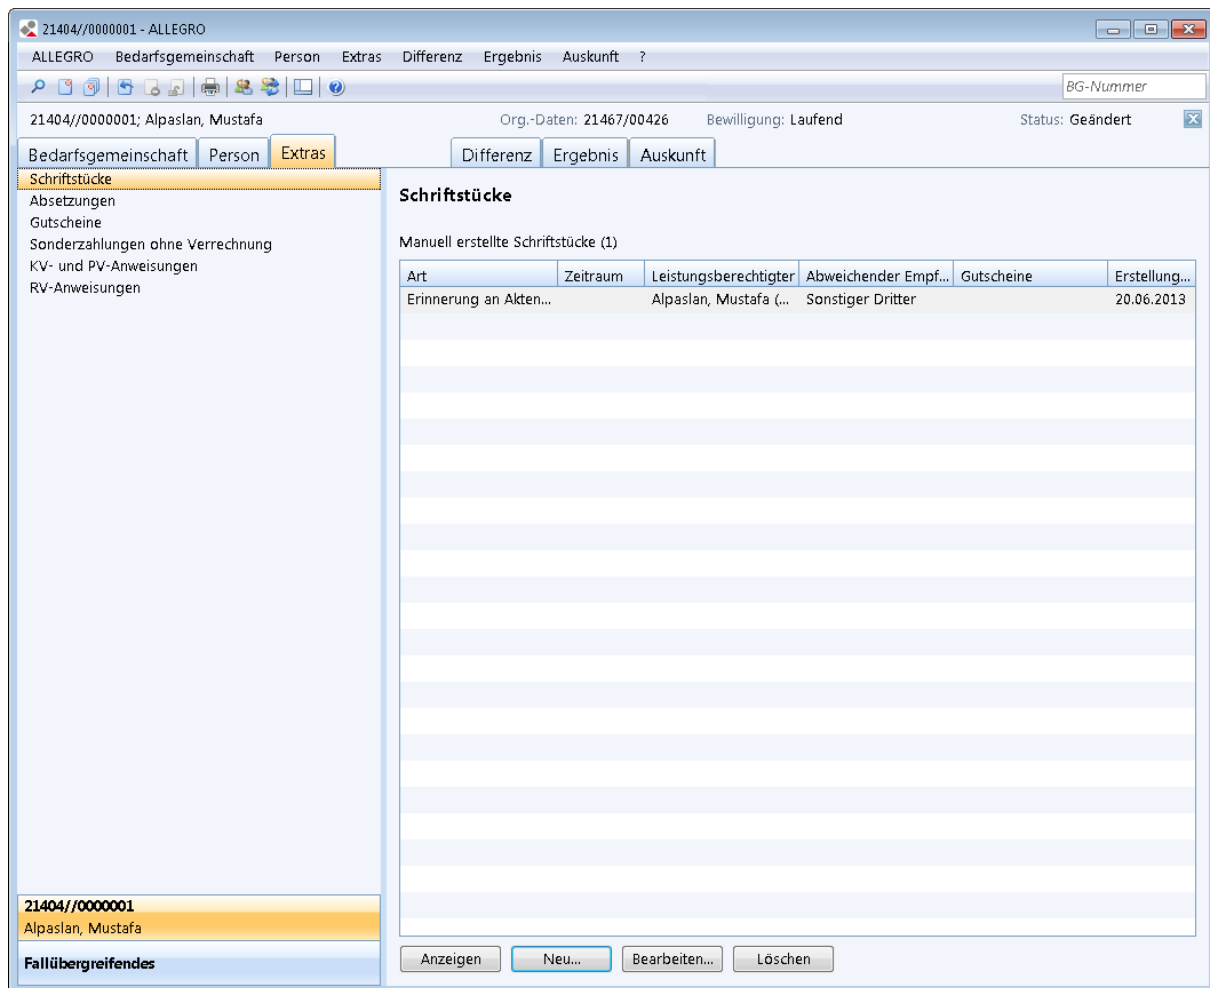 21404//0000001 - ALLEGRO
ALLEGRO Bedarfsgemeinschaft Person Extras Differenz Ergebnis Auskunft ?
BG-Nummer
21404//0000001; Alpaslan, Mustafa Org.-Daten: 21467/00426 Bewilligung: Laufend Status: Geändert
Bedarfsgemeinschaft Person Extras Differenz Ergebnis Auskunft
Schriftstücke
Absetzungen
Gutscheine
Sonderzahlungen ohne Verrechnung
KV- und PV-Anweisungen
RV-Anweisungen
Schriftstücke
Manuell erstellte Schriftstücke (1)
Art Zeitraum Leistungsberechtigter Abweichender Empf... Gutscheine Erstellung...
Erinnerung an Akten... Alpaslan, Mustafa (... Sonstiger Dritter 20.06.2013
21404//0000001
Alpaslan, Mustafa
Fallübergreifendes
Anzeigen Neu... Bearbeiten... Löschen